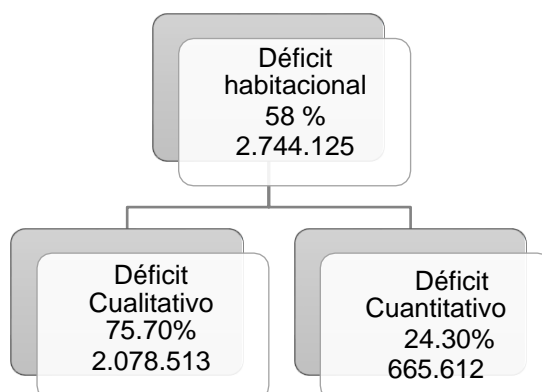 Déficit
habitacional
58 %
2.744.125
Déficit
Cualitativo
75.70%
2.078.513
Déficit
Cuantitativo
24.30%
665.612